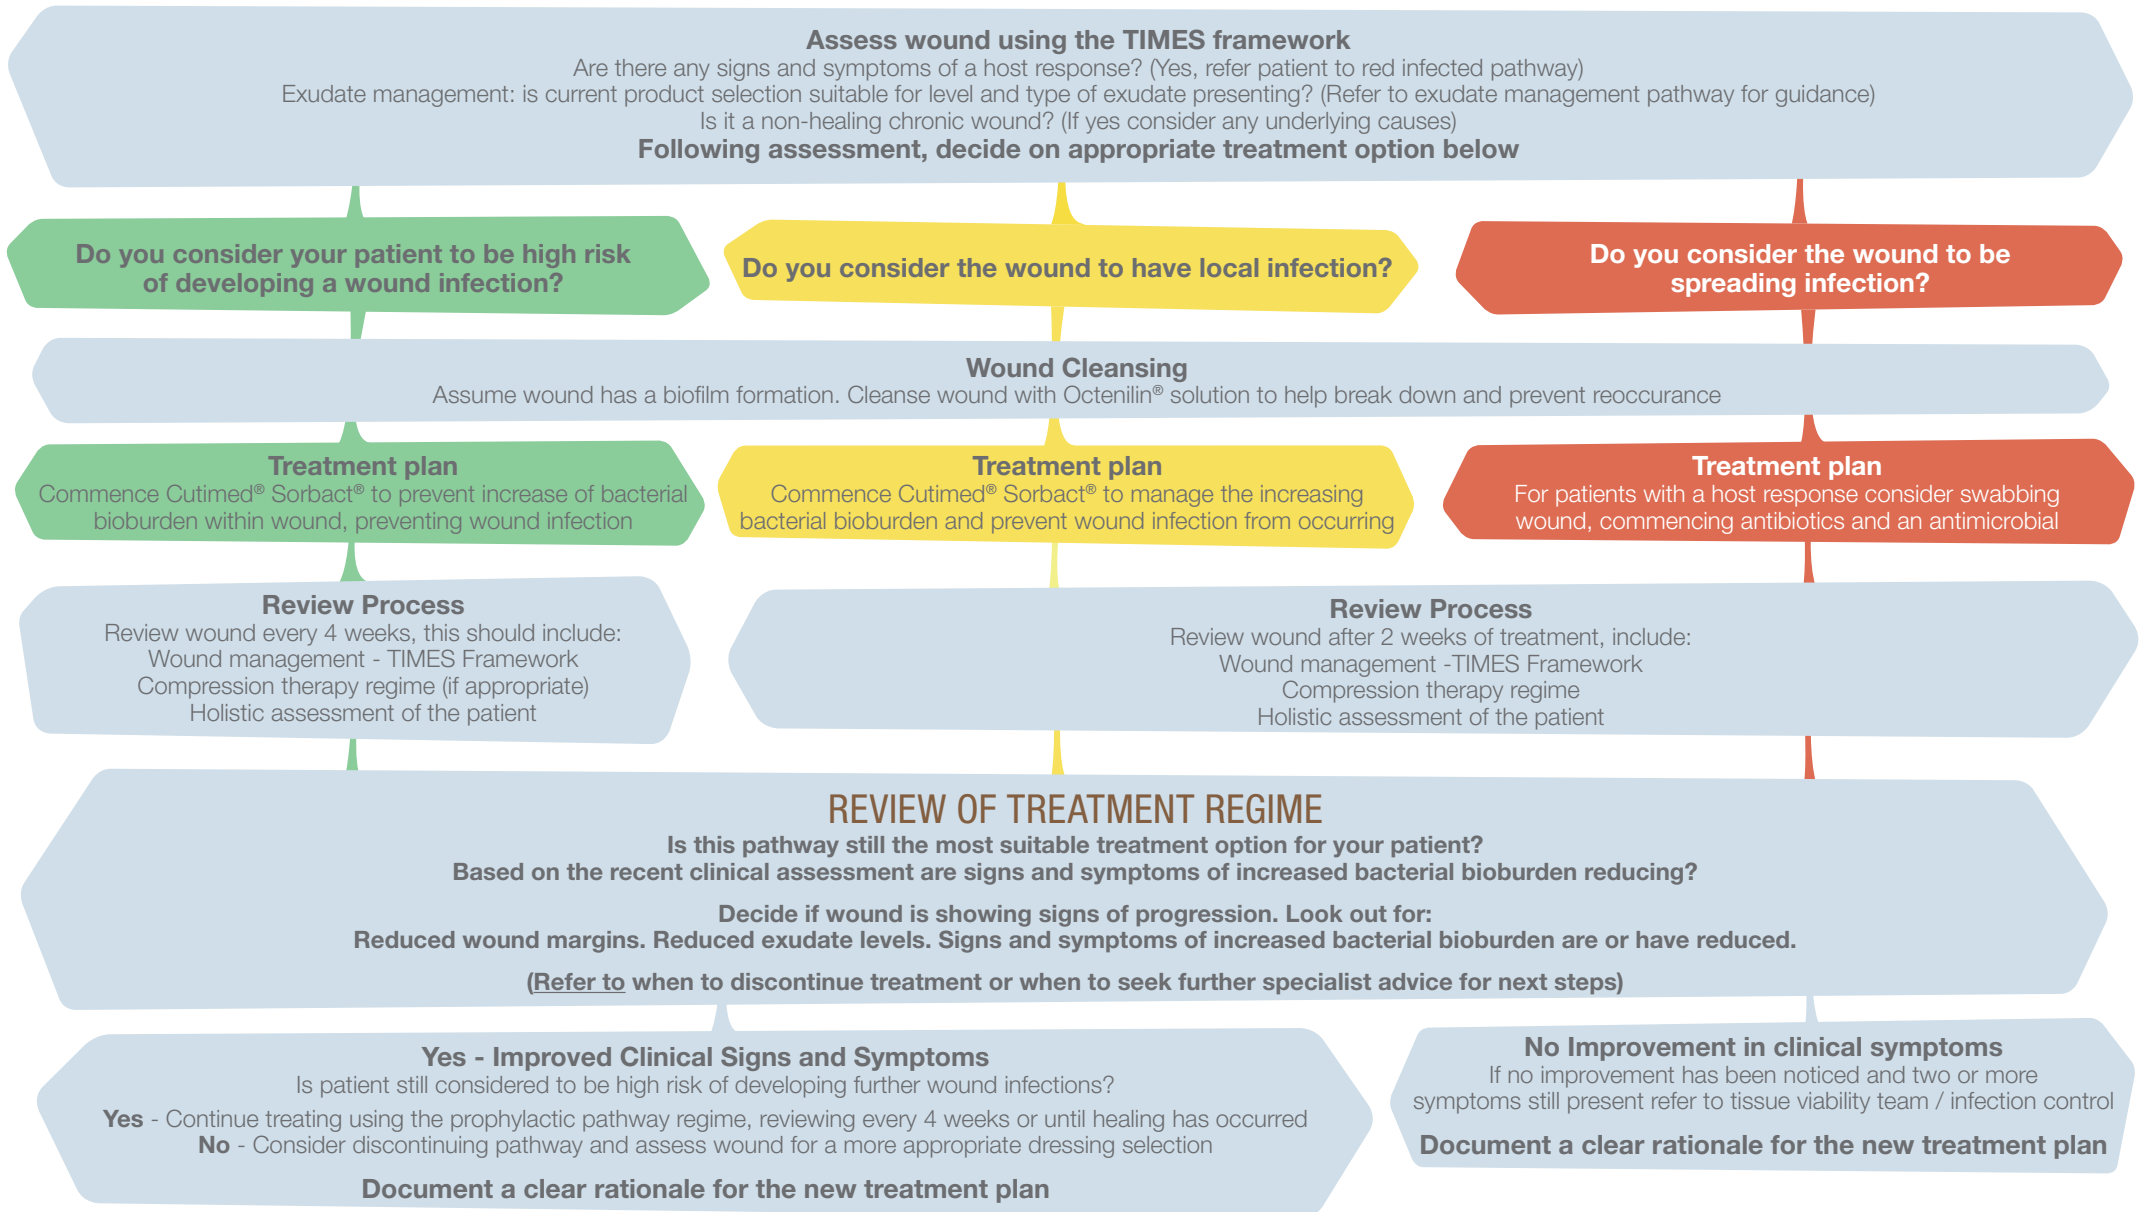 Assess wound using the TIMES framework
Are there any signs and symptoms of a host response? (Yes, refer patient to red infected pathway)
Exudate management: is current product selection suitable for level and type of exudate presenting? (Refer to exudate management pathway for guidance)
Is it a non-healing chronic wound? (If yes consider any underlying causes)
Following assessment, decide on appropriate treatment option below
Do you consider your patient to be high risk
of developing a wound infection?
Do you consider the wound to have local infection?
Do you consider the wound to be
spreading infection?
Wound Cleansing
Assume wound has a biofilm formation. Cleanse wound with Octenilin® solution to help break down and prevent reoccurance
Treatment plan
Commence Cutimed® Sorbact® to prevent increase of bacterial
bioburden within wound, preventing wound infection
Treatment plan
Commence Cutimed® Sorbact® to manage the increasing
bacterial bioburden and prevent wound infection from occurring
Treatment plan
For patients with a host response consider swabbing
wound, commencing antibiotics and an antimicrobial
Review Process
Review wound every 4 weeks, this should include:
Wound management - TIMES Framework
Compression therapy regime (if appropriate)
Holistic assessment of the patient
Review Process
Review wound after 2 weeks of treatment, include:
Wound management -TIMES Framework
Compression therapy regime
Holistic assessment of the patient
REVIEW OF TREATMENT REGIME
Is this pathway still the most suitable treatment option for your patient?
Based on the recent clinical assessment are signs and symptoms of increased bacterial bioburden reducing?
Decide if wound is showing signs of progression. Look out for:
Reduced wound margins. Reduced exudate levels. Signs and symptoms of increased bacterial bioburden are or have reduced.
(Refer to when to discontinue treatment or when to seek further specialist advice for next steps)
Yes - Improved Clinical Signs and Symptoms
Is patient still considered to be high risk of developing further wound infections?
Yes - Continue treating using the prophylactic pathway regime, reviewing every 4 weeks or until healing has occurred
No - Consider discontinuing pathway and assess wound for a more appropriate dressing selection
Document a clear rationale for the new treatment plan
No Improvement in clinical symptoms
If no improvement has been noticed and two or more
symptoms still present refer to tissue viability team / infection control
Document a clear rationale for the new treatment plan